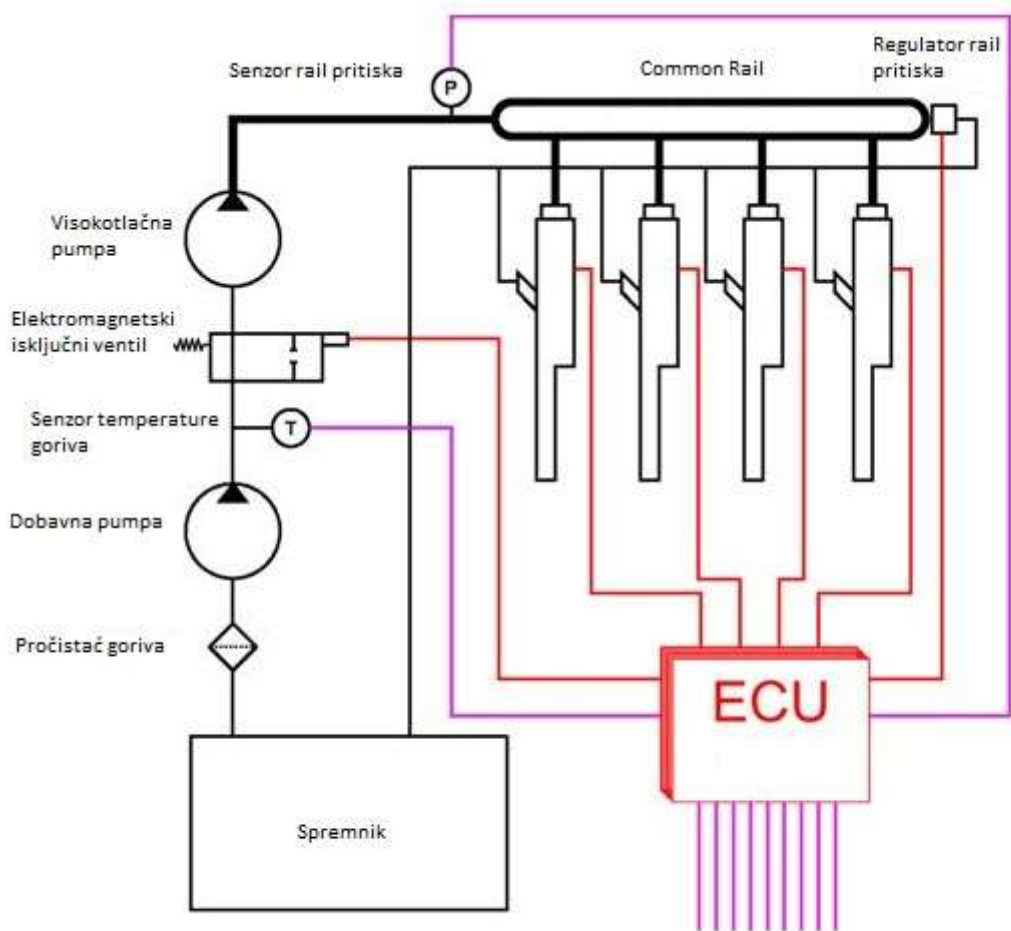 Senzor rail pritiska
Common Rail
Regulator rail
pritiska
P
Visokotlačna
pumpa
Elektromagnetski
isključni ventil
Senzor temperature
goriva
T
Dobavna pumpa
Pročistać goriva
ECU
Spremnik